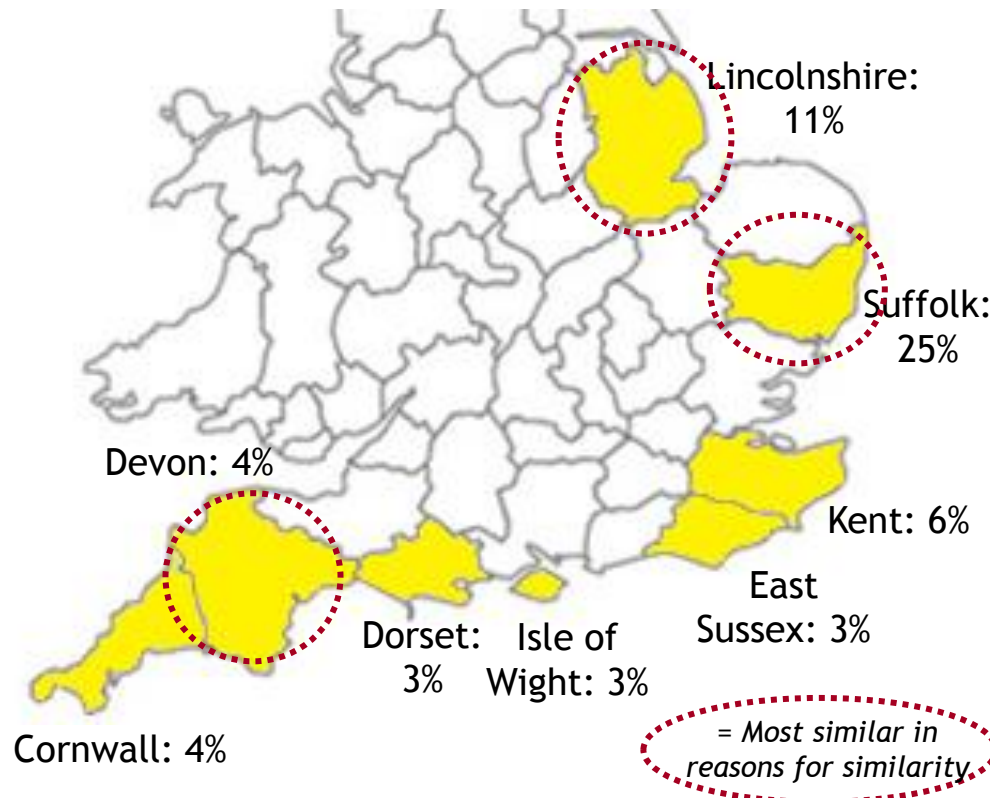 Lincolnshire:
11%
Suffolk:
25%
Devon: 4%
Kent: 6%
East
Sussex: 3%
Dorset:
3%
Isle of
Wight: 3%
= Most similar in
reasons for similarity
Cornwall: 4%